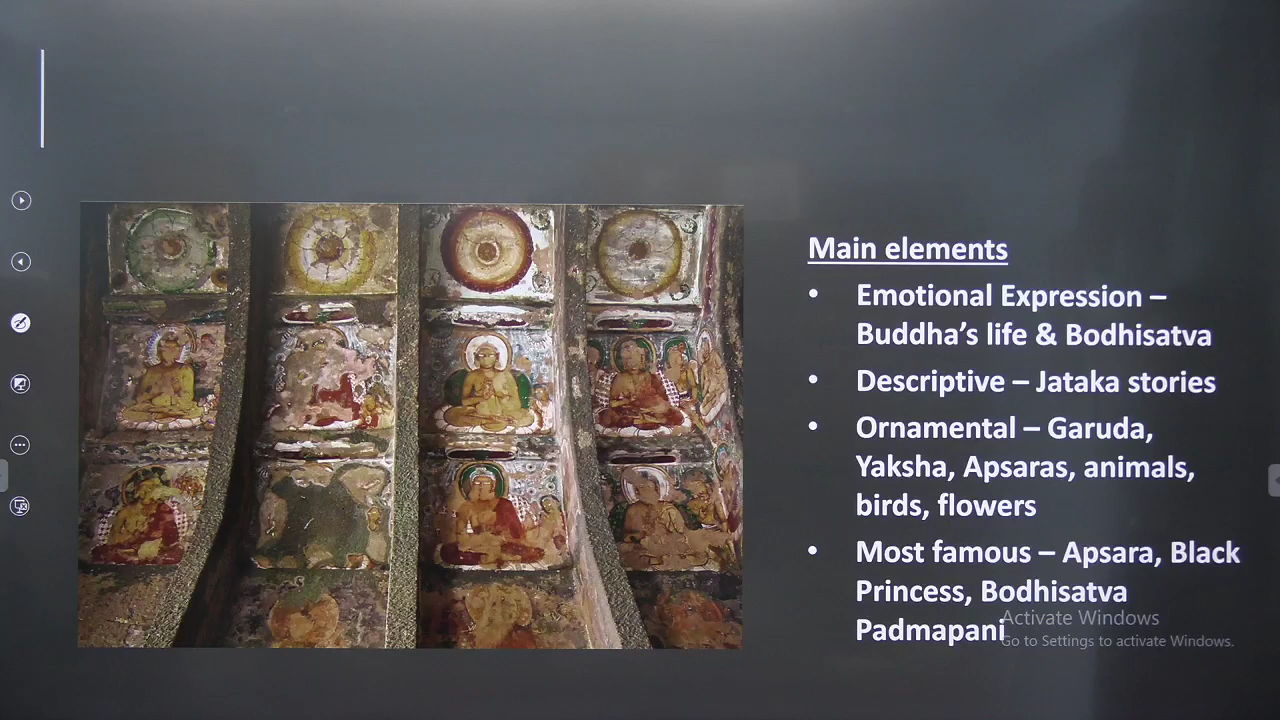 Main elements
• Emotional Expression –
Buddha's life & Bodhisatva
• Descriptive – Jataka stories
• Ornamental – Garuda,
Yaksha, Apsaras, animals,
birds, flowers
• Most famous – Apsara, Black
Princess, Bodhisatva
Padmapani
Activate Windows
Go to Settings to activate Windows.